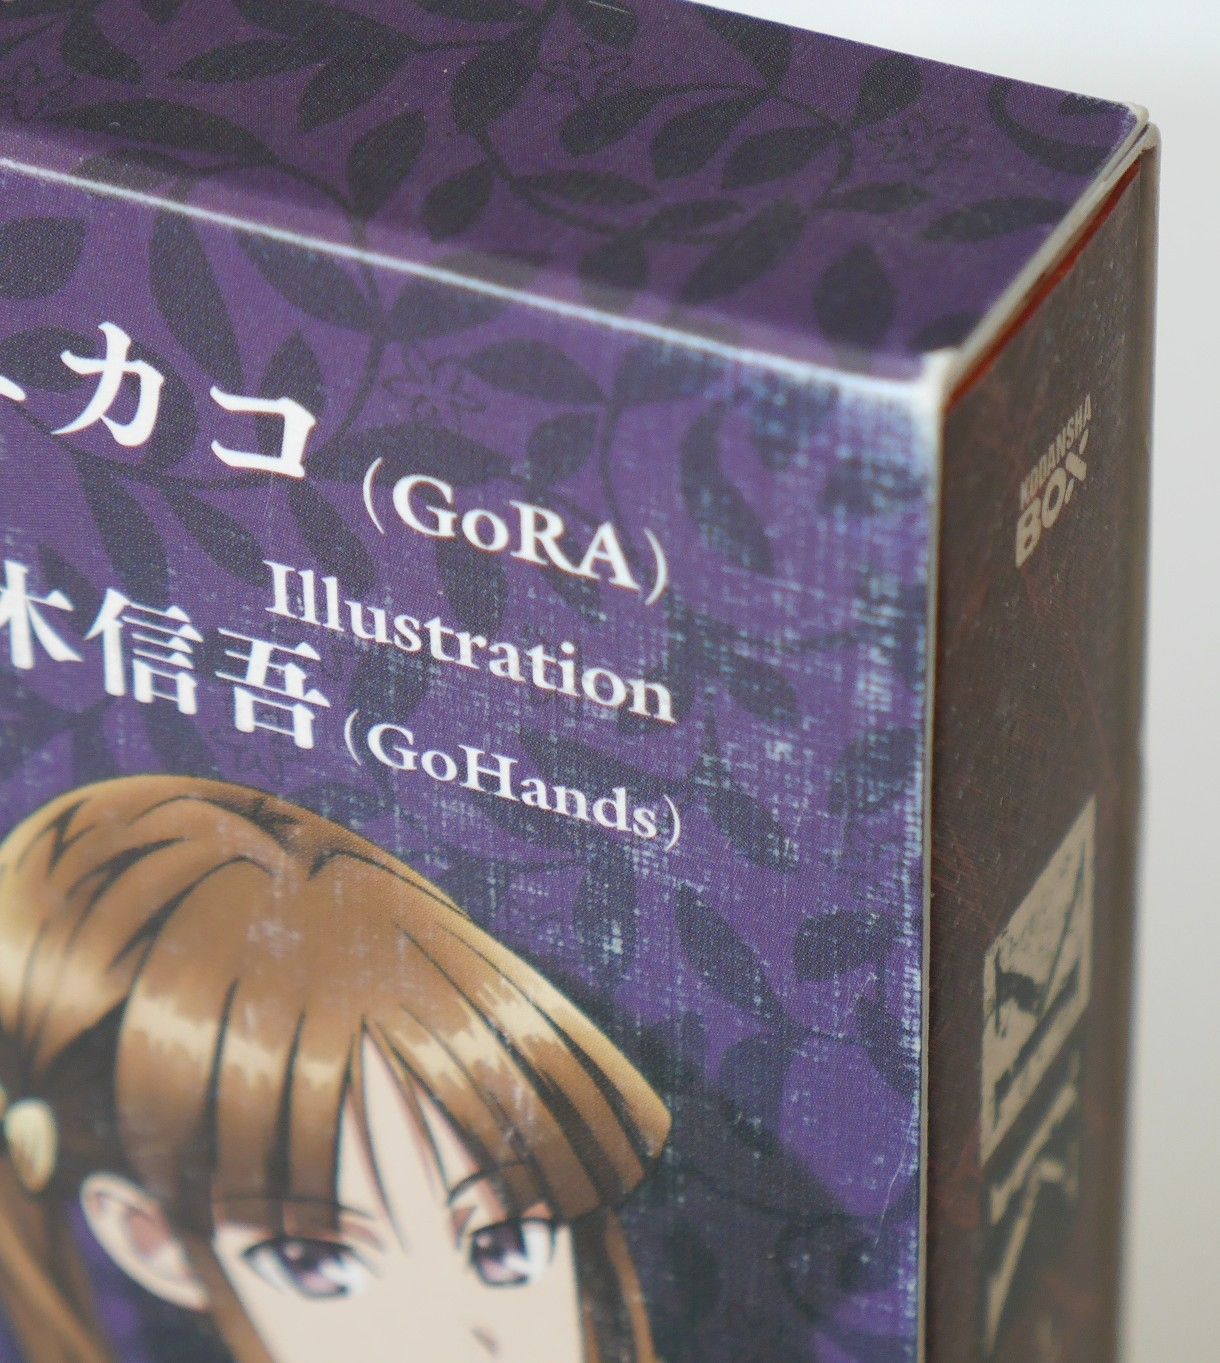 カコ (GoRA)
Illustration
木信吾 (GoHands)
KODANSHA
BOX